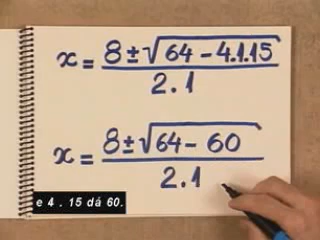 x = 8 ± √64 – 4.1.15
2.1
x = 8 ± √64 – 60
2.1
e 4 . 15 dá 60.